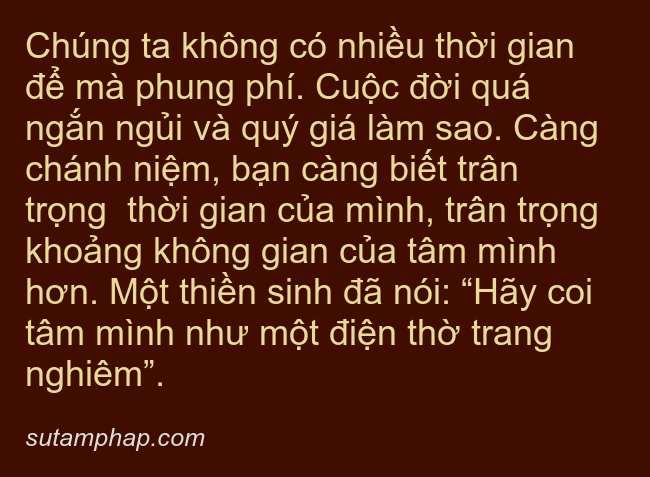 Chúng ta không có nhiều thời gian
để mà phung phí. Cuộc đời quá
ngắn ngủi và quý giá làm sao. Càng
chánh niệm, bạn càng biết trân
trọng  thời gian của mình, trân trọng
khoảng không gian của tâm mình
hơn. Một thiền sinh đã nói: “Hãy coi
tâm mình như một điện thờ trang
nghiêm”.
sutamphap.com